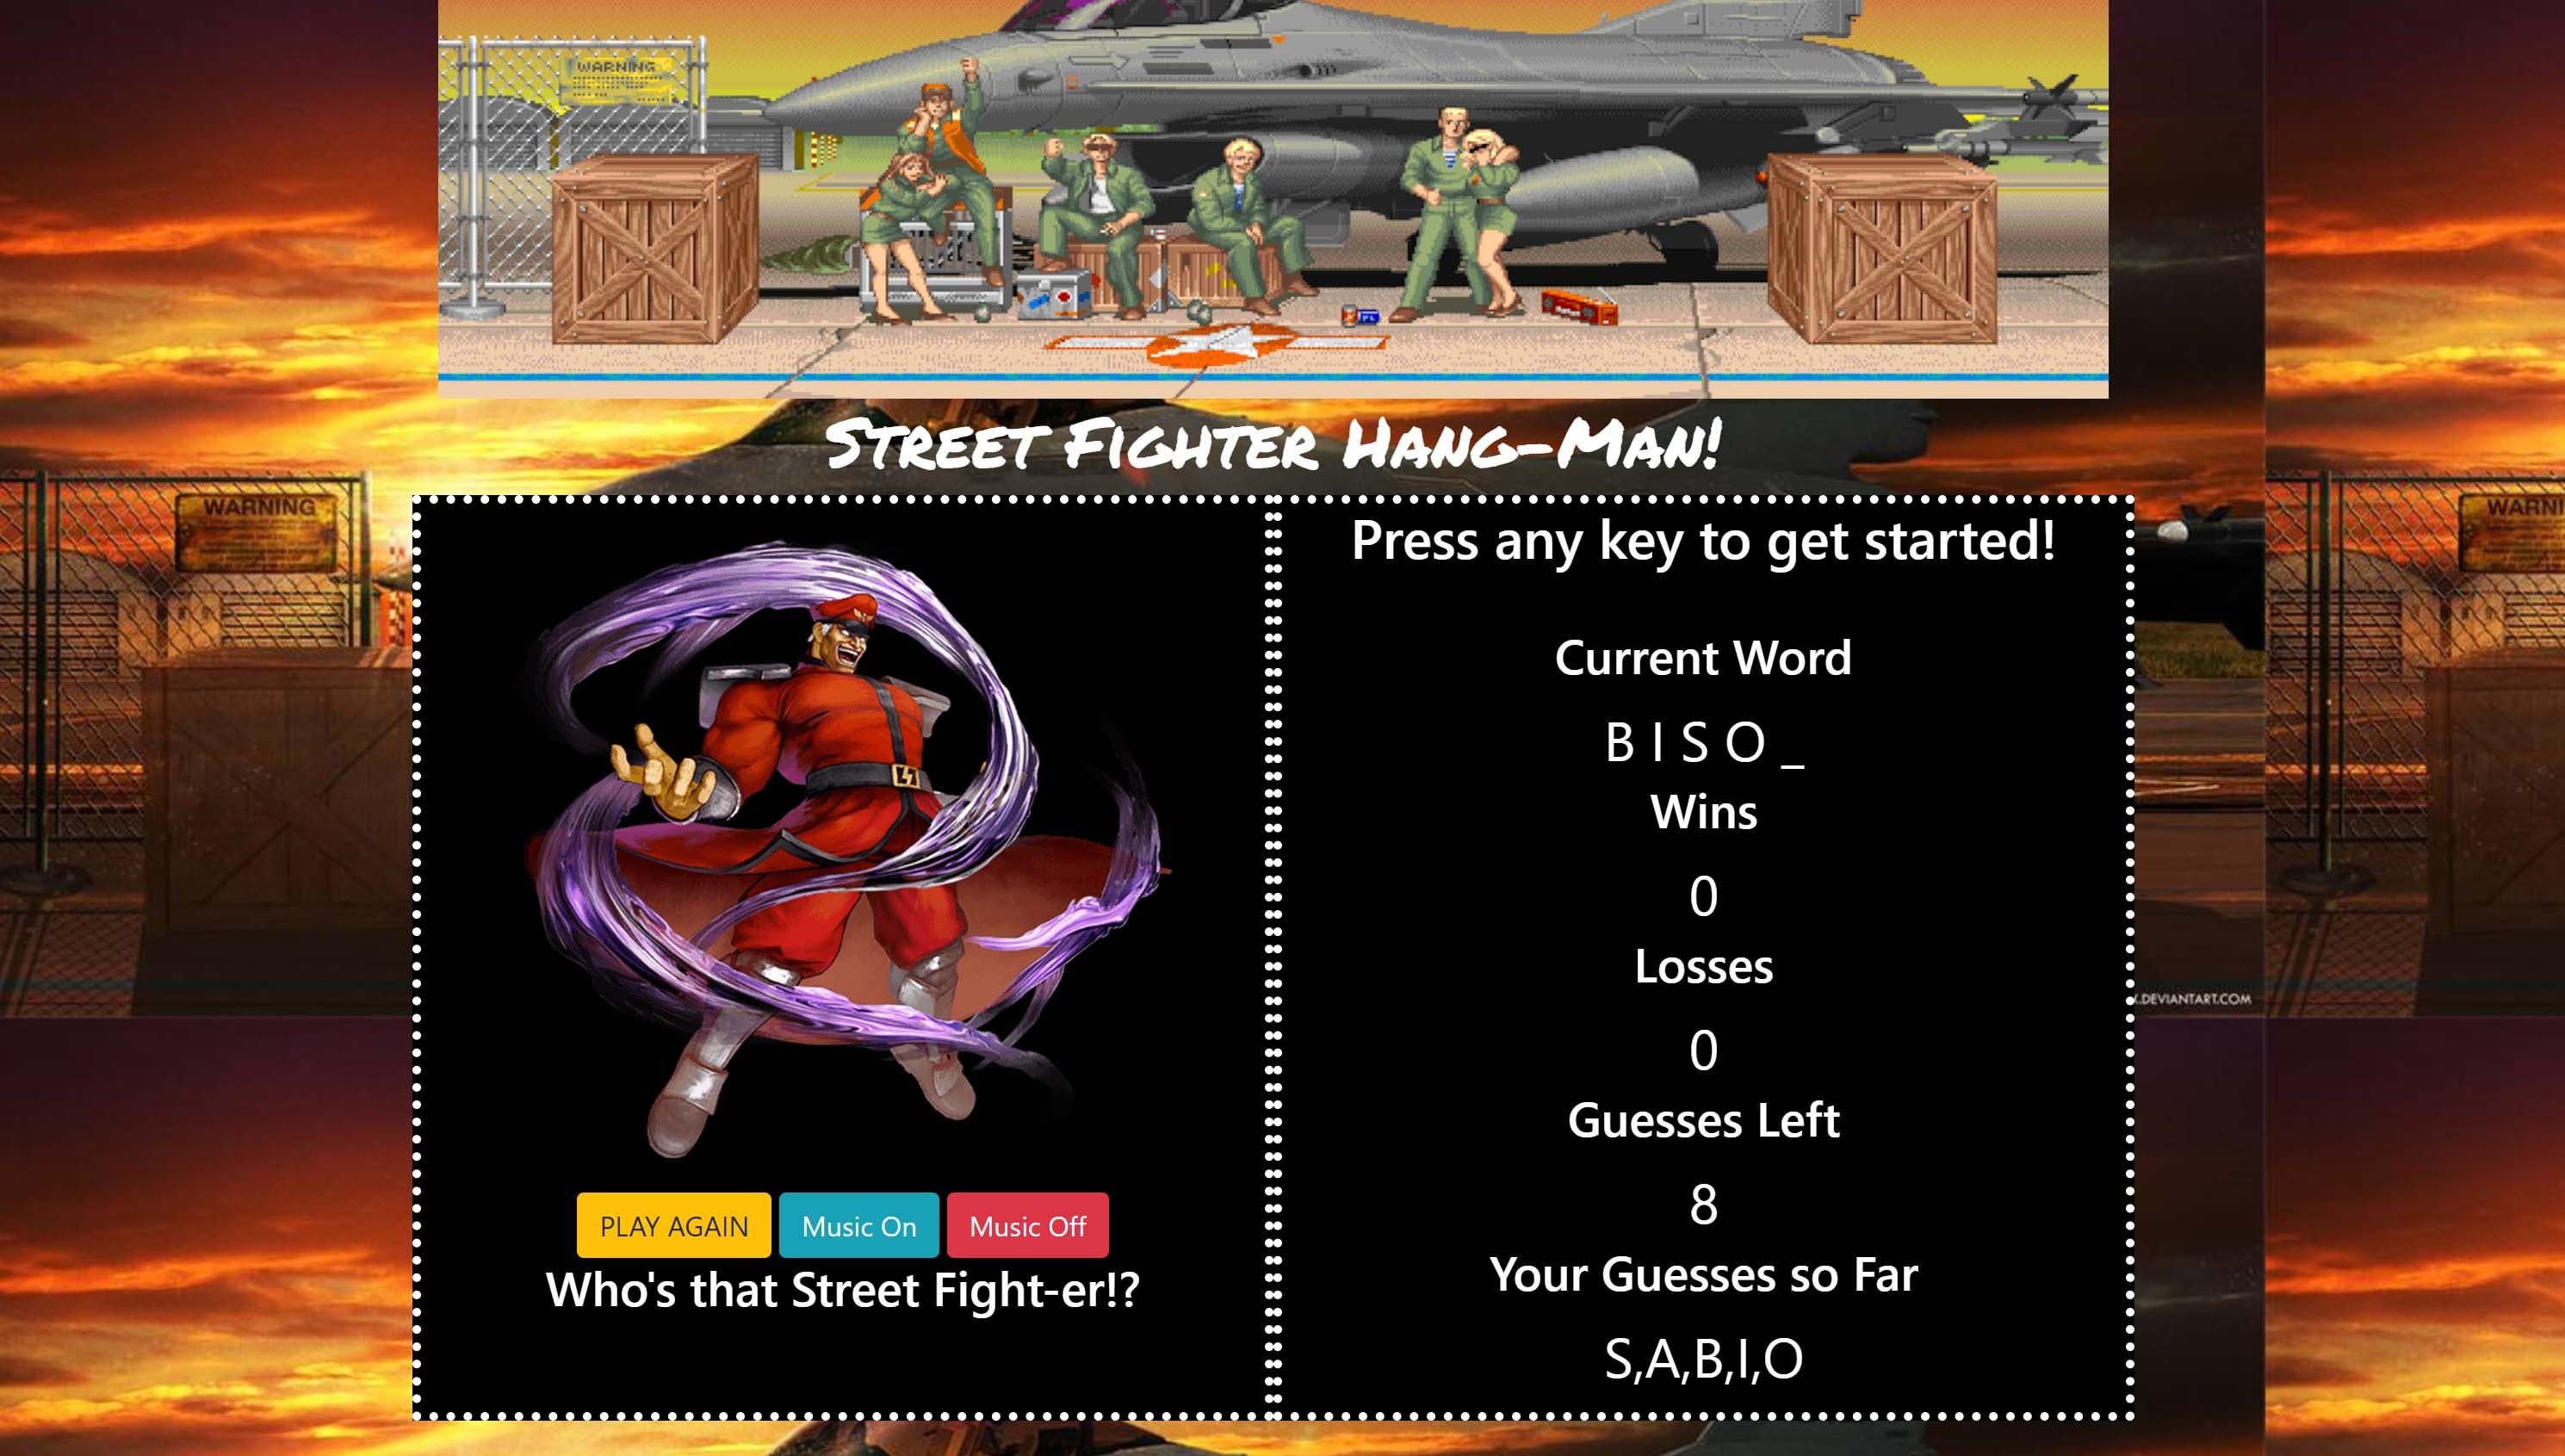 WARNING
STREET FIGHTER HANG-MAN!
WARNING
WARNI
Press any key to get started!
Current Word
B I S O _
Wins
0
Losses
0
.DEVIANTART.COM
Guesses Left
8
PLAY AGAIN
Music On
Music Off
Who's that Street Fight-er!?
Your Guesses so Far
S,A,B,I,O